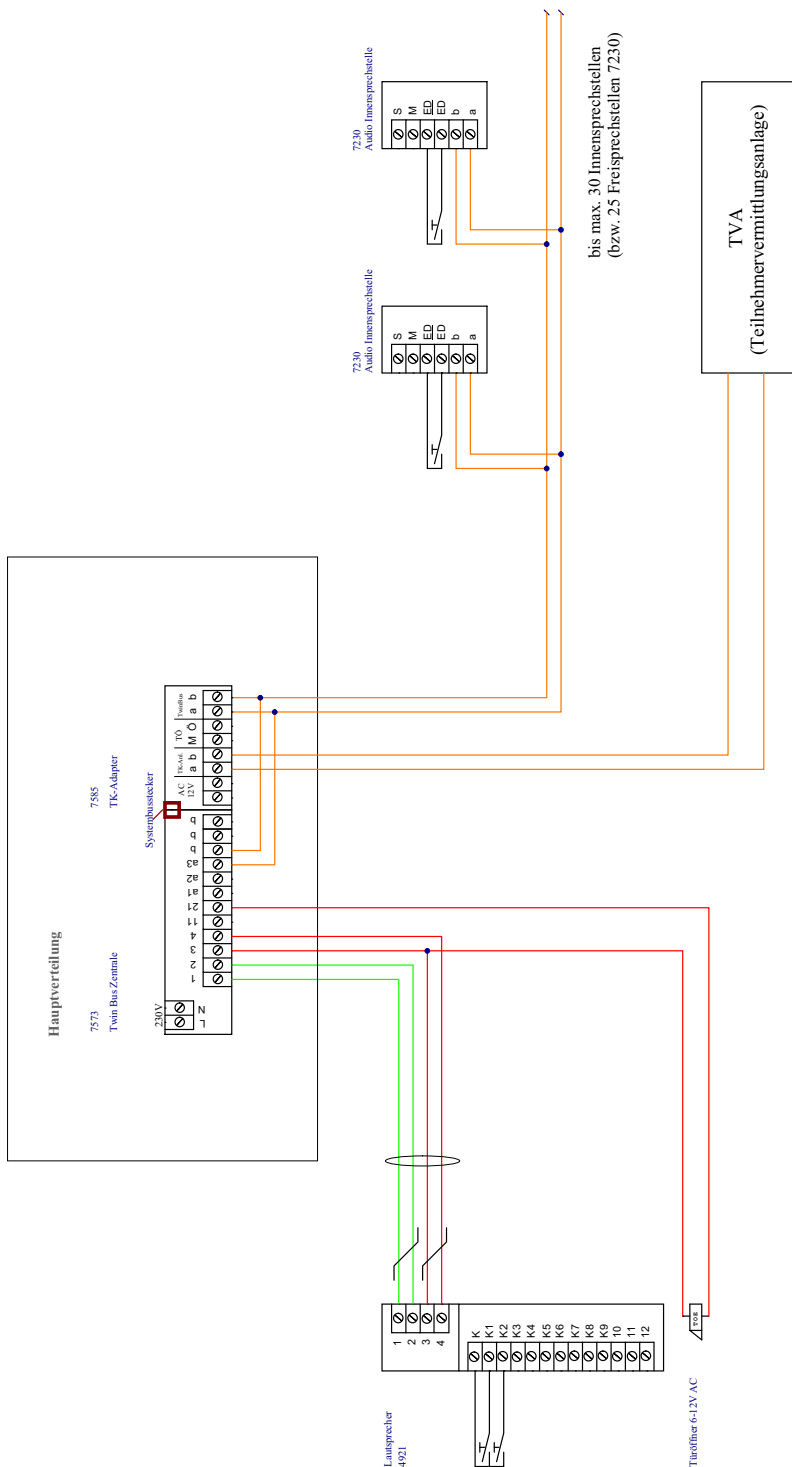 7230
Audio Innensprechstelle
S
M
ED
ED
b
a
7230
Audio Innensprechstelle
S
M
ED
ED
b
a
bis max. 30 Innensprechstellen
(bzw. 25 Freisprechstellen 7230)
TVA
(Teilnehmervermittlungsanlage)
Hauptverteilung
7585
TK-Adapter
Systembusstecker
7573
Twin Bus Zentrale
TwinBus
b
a
TÖ
Ö
M
TK-Anl.
b
a
AC
12V
b
b
b
a3
a2
a1
21
11
4
3
2
1
230V
N
L
Lautsprecher
4921
1
2
3
4
K
K1
K2
K3
K4
K5
K6
K7
K8
K9
10
11
12
TOE
Türöffner 6-12V AC